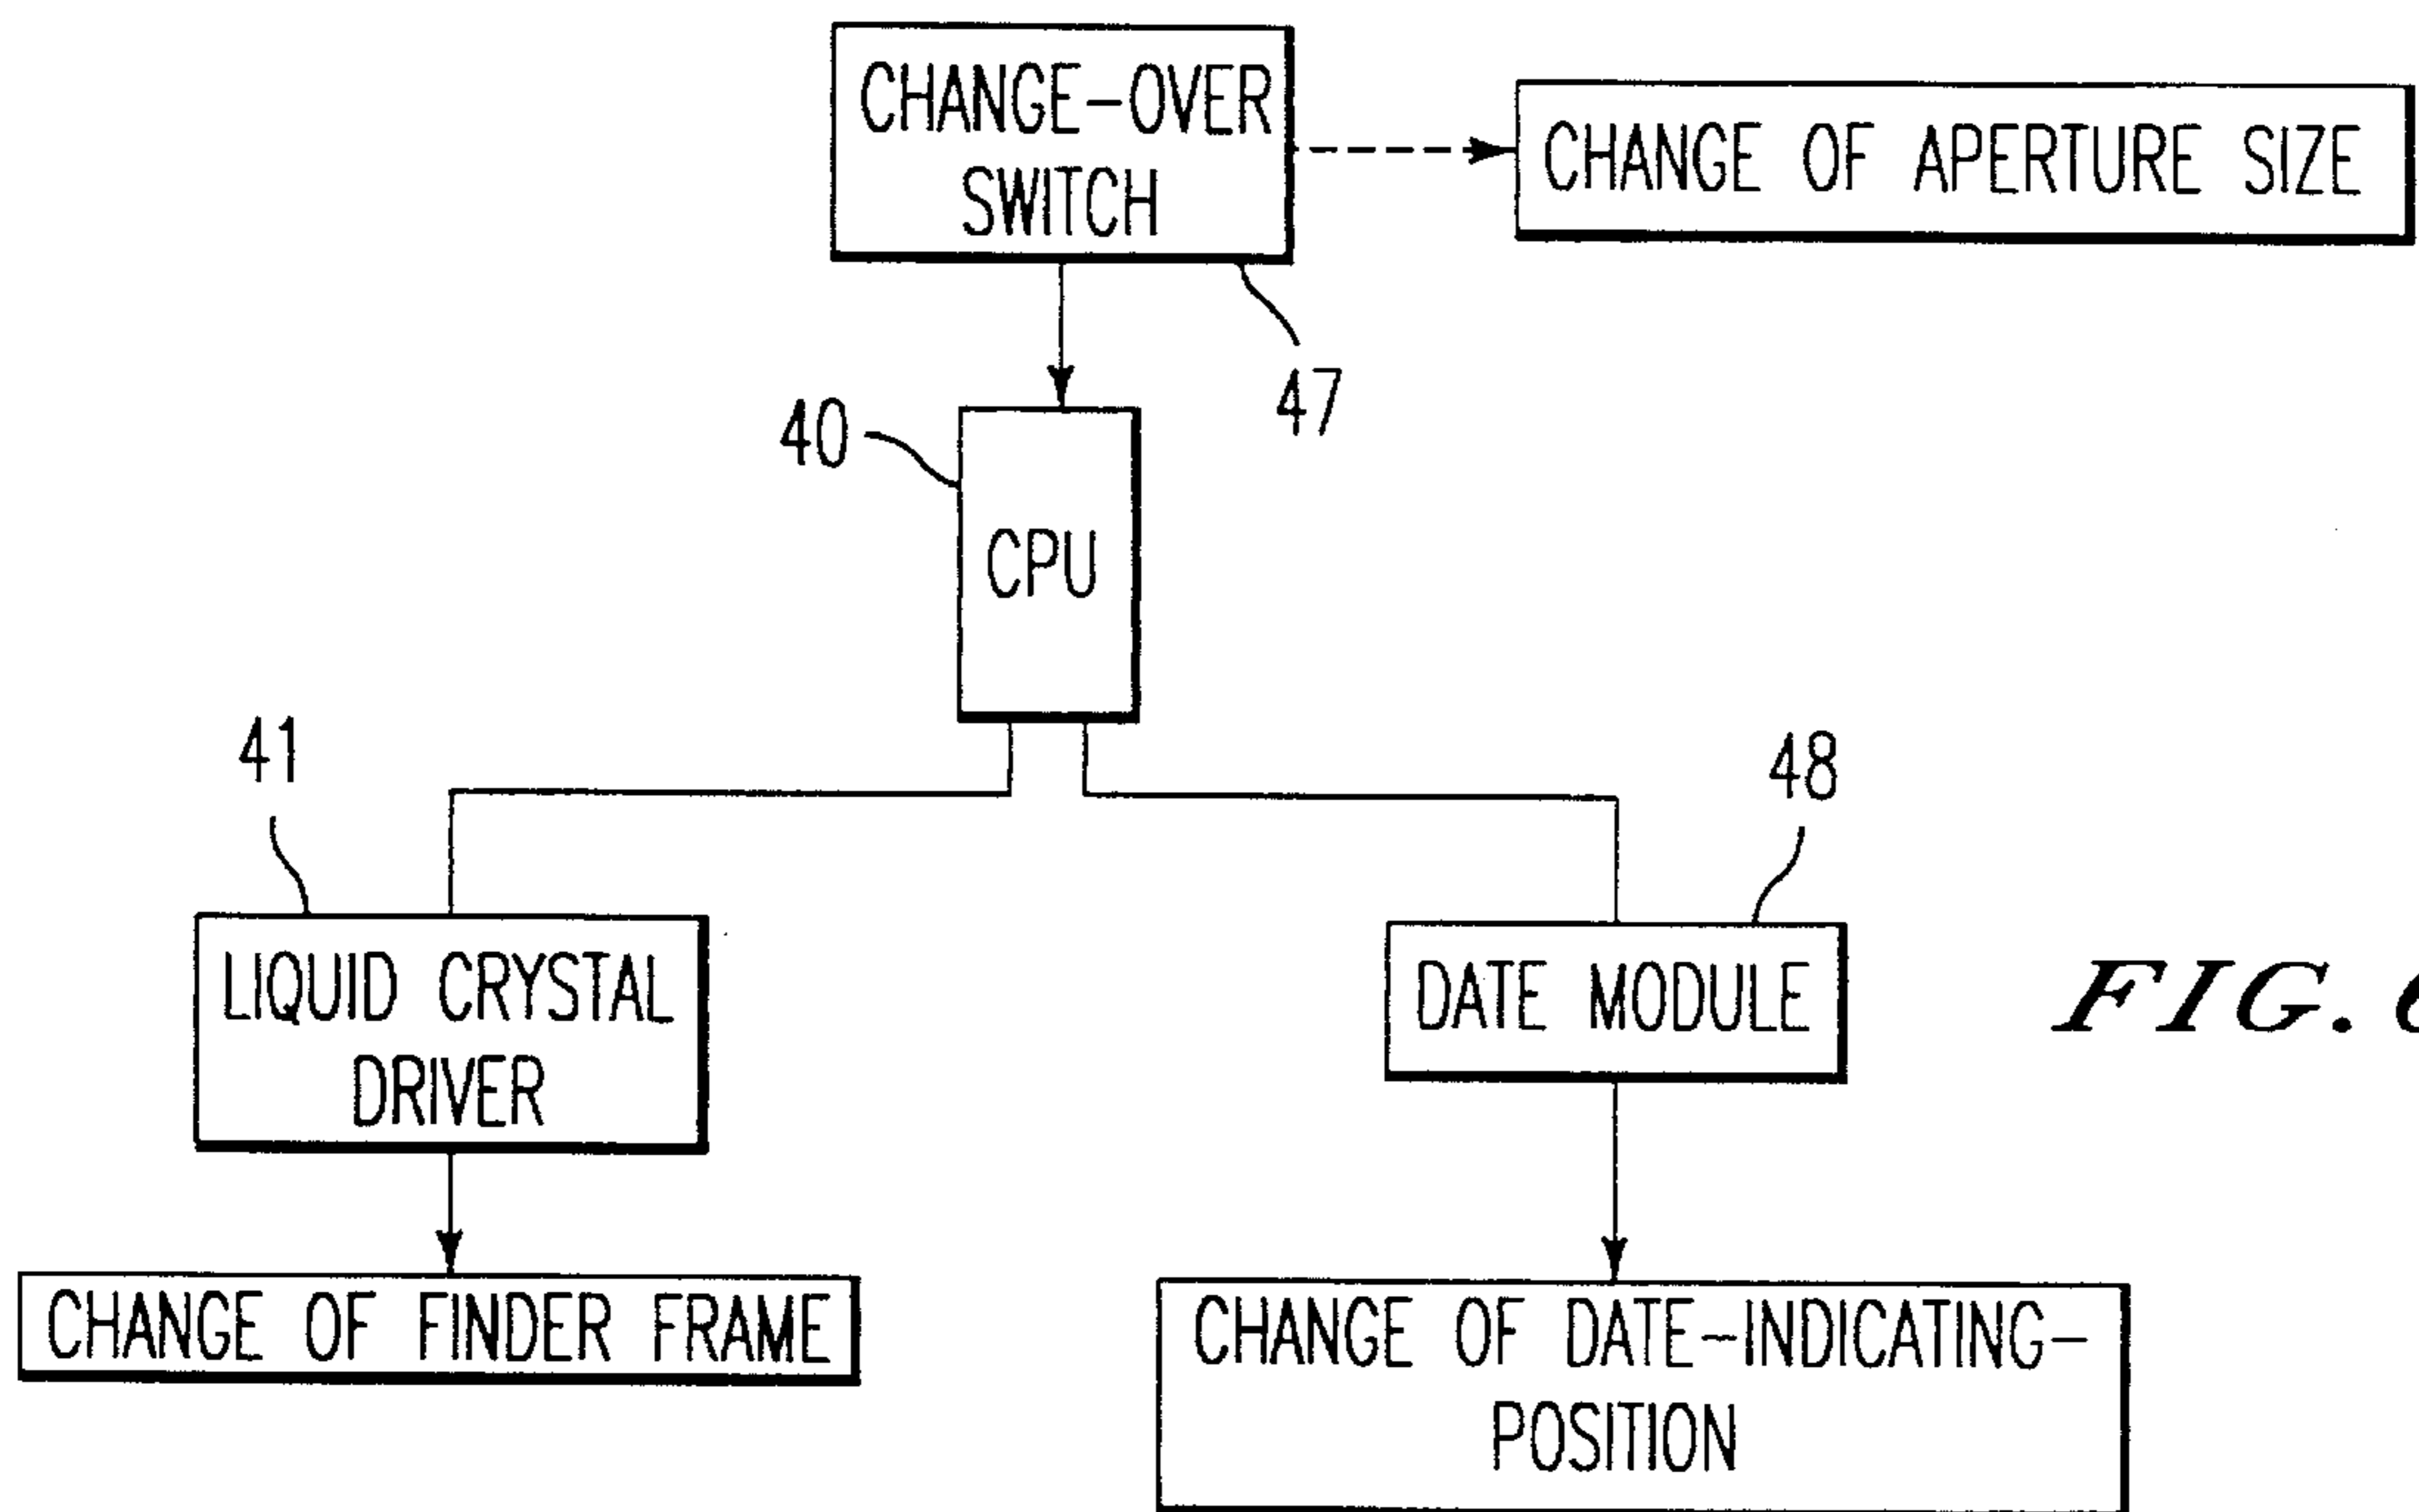 CHANGE-OVER
SWITCH
CHANGE OF APERTURE SIZE
47
40
CPU
41
48
LIQUID CRYSTAL
DRIVER
DATE MODULE
FIG.
CHANGE OF FINDER FRAME
CHANGE OF DATE-INDICATING-
POSITION